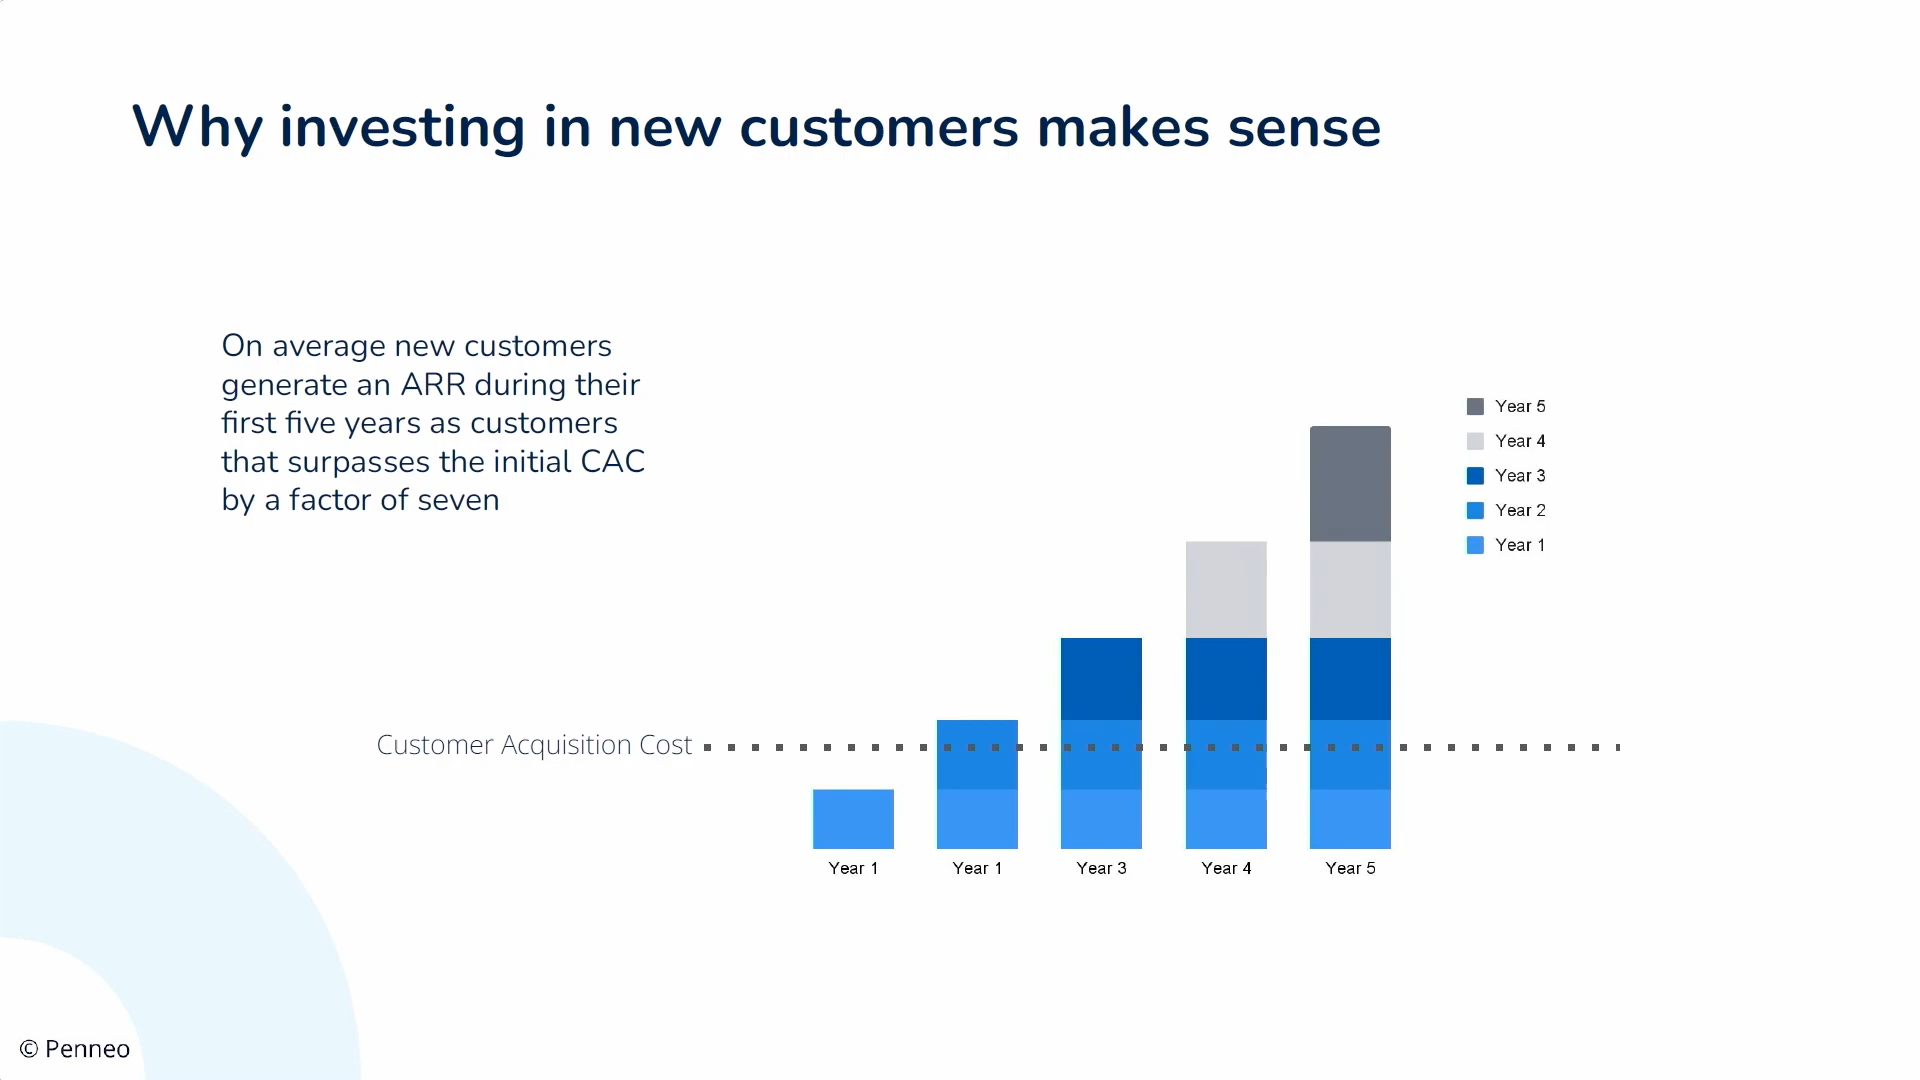 Why investing in new customers makes sense
On average new customers
generate an ARR during their
first five years as customers
that surpasses the initial CAC
by a factor of seven
Year 5
Year 4
Year 3
Year 2
Year 1
Customer Acquisition Cost
Year 1
Year 1
Year 3
Year 4
Year 5
© Penneo